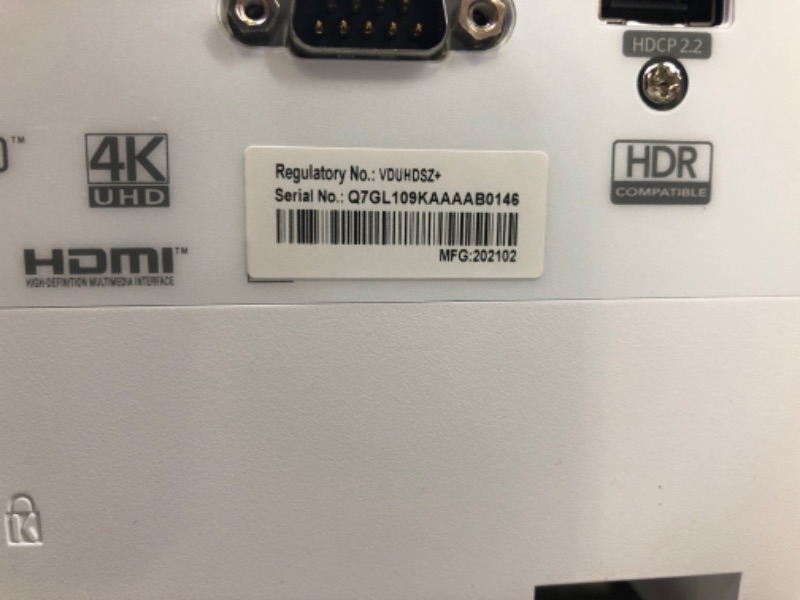 HDCP 2.2
4K
UHD
HDMI™
HIGH-DEFINITION MULTIMEDIA INTERFACE
Regulatory No.: VDUHDSZ+
Serial No.: Q7GL109KAAAAB0146
MFG:202102
HDR
COMPATIBLE
K